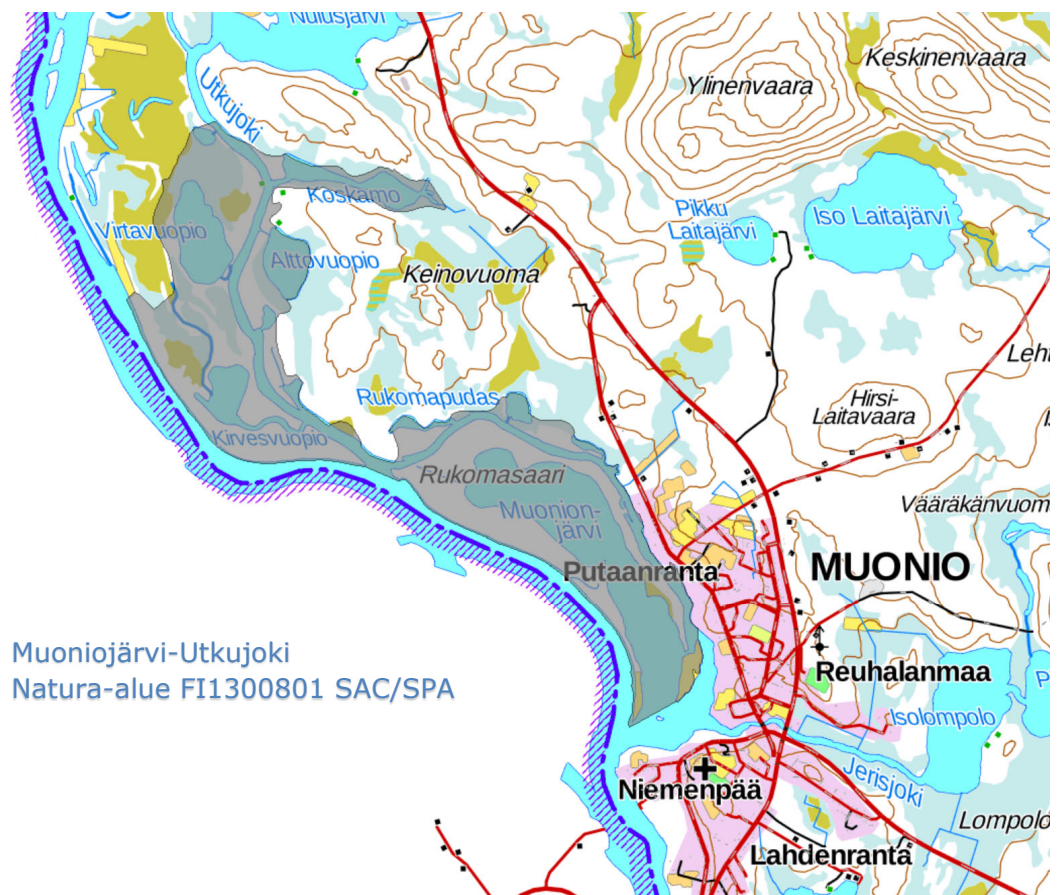 Nulusjärvi
Keskinenvaara
Ylinenvaara
Utkujoki
Koskamo
Pikku
Laitajärvi
Iso Laitajärvi
Virtavuopio
Alttovuopio
Keinovuoma
Leht
Rukomapudas
Hirsi-
Laitavaara
Kirvesvuopio
Rukomasaari
Muonion-
järvi
Vääräkänvuom
Putaanranta
MUONIO
Muoniojärvi-Utkujoki
Natura-alue FI1300801 SAC/SPA
Reuhalanmaa
P
Isolompolo
Jerisjoki
Niemenpää
Lompolo
Lahdenranta